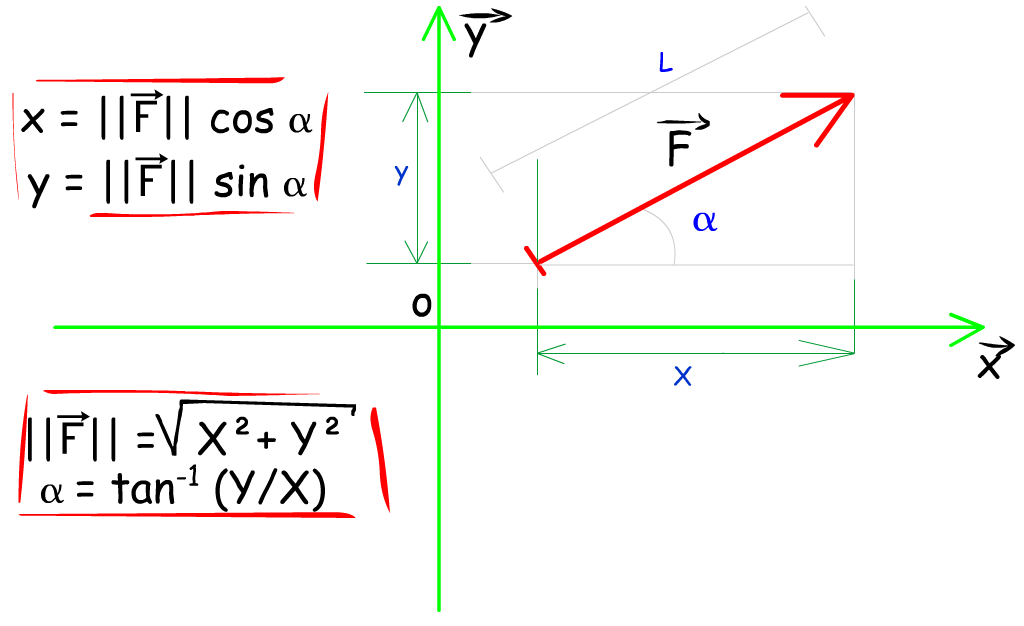 x = ||F⃗|| cos α
y = ||F⃗|| sin α
y⃗
L
F⃗
y
α
O
x
x⃗
||F⃗|| = √X² + Y²
α = tan⁻¹ (Y/X)